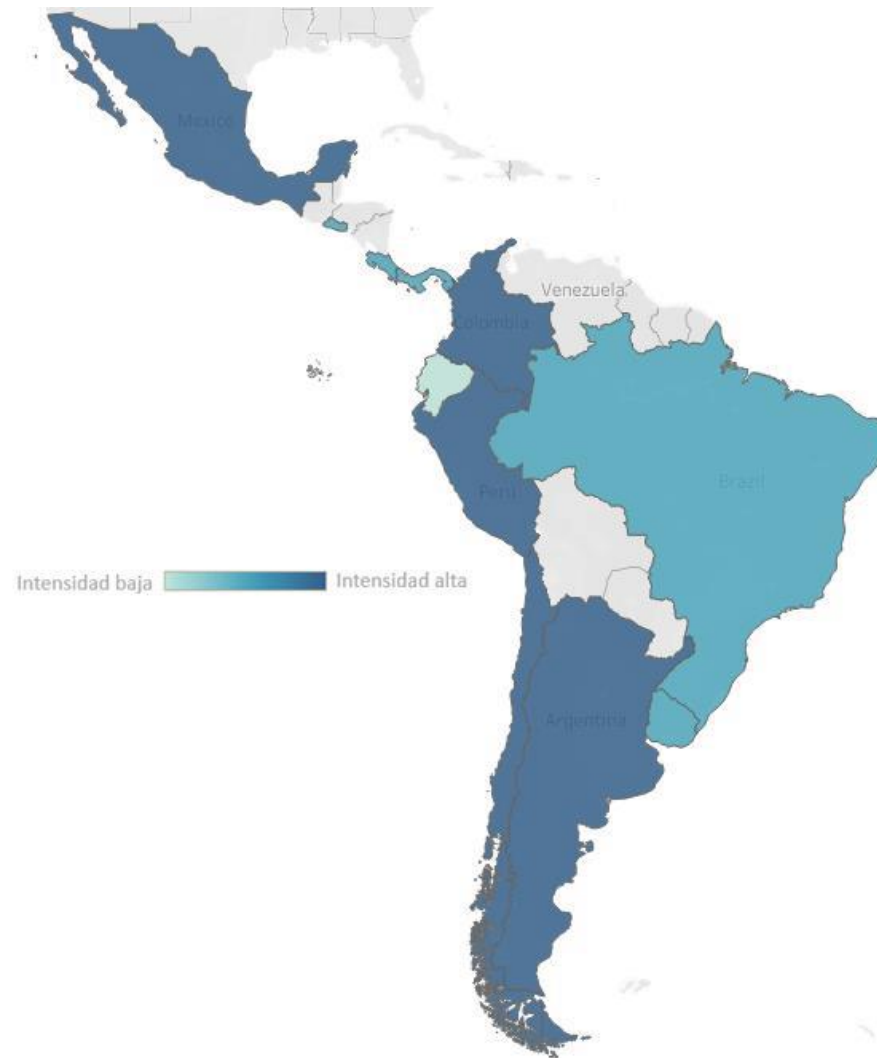 Mexico
Venezuela
Colombia
Brazil
Peru
Intensidad baja
Intensidad alta
Argentina